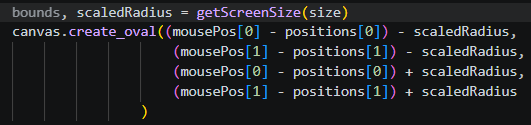 bounds, scaledRadius = getScreenSize(size)
canvas.create_oval((mousePos[0] - positions[0]) - scaledRadius,
(mousePos[1] - positions[1]) - scaledRadius,
(mousePos[0] - positions[0]) + scaledRadius,
(mousePos[1] - positions[1]) + scaledRadius
)